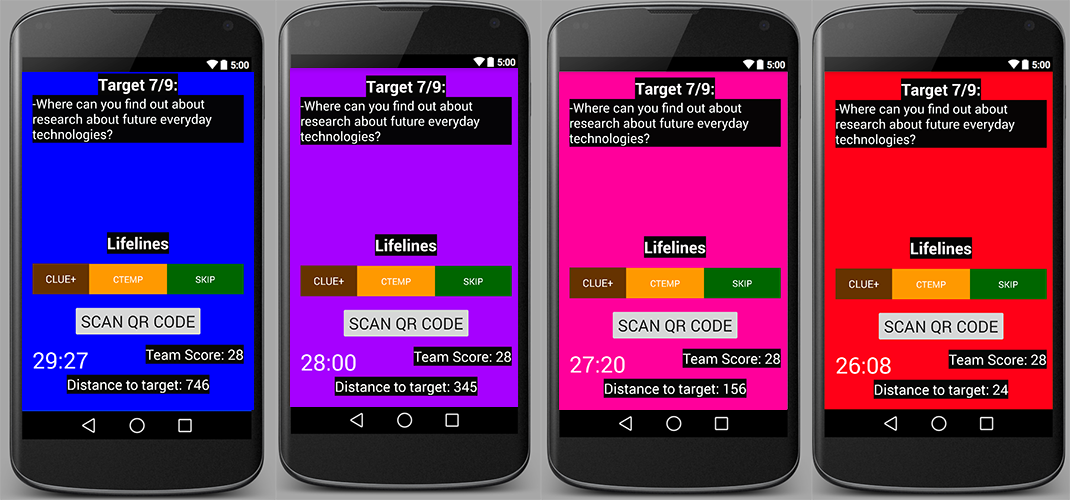 5:00
Target 7/9:
-Where can you find out about
research about future everyday
technologies?
Lifelines
CLUE+ CTEMP SKIP
SCAN QR CODE
29:27
Team Score: 28
Distance to target: 746
5:00
Target 7/9:
-Where can you find out about
research about future everyday
technologies?
Lifelines
CLUE+ CTEMP SKIP
SCAN QR CODE
28:00
Team Score: 28
Distance to target: 345
5:00
Target 7/9:
-Where can you find out about
research about future everyday
technologies?
Lifelines
CLUE+ CTEMP SKIP
SCAN QR CODE
27:20
Team Score: 28
Distance to target: 156
5:00
Target 7/9:
-Where can you find out about
research about future everyday
technologies?
Lifelines
CLUE+ CTEMP SKIP
SCAN QR CODE
26:08
Team Score: 28
Distance to target: 24